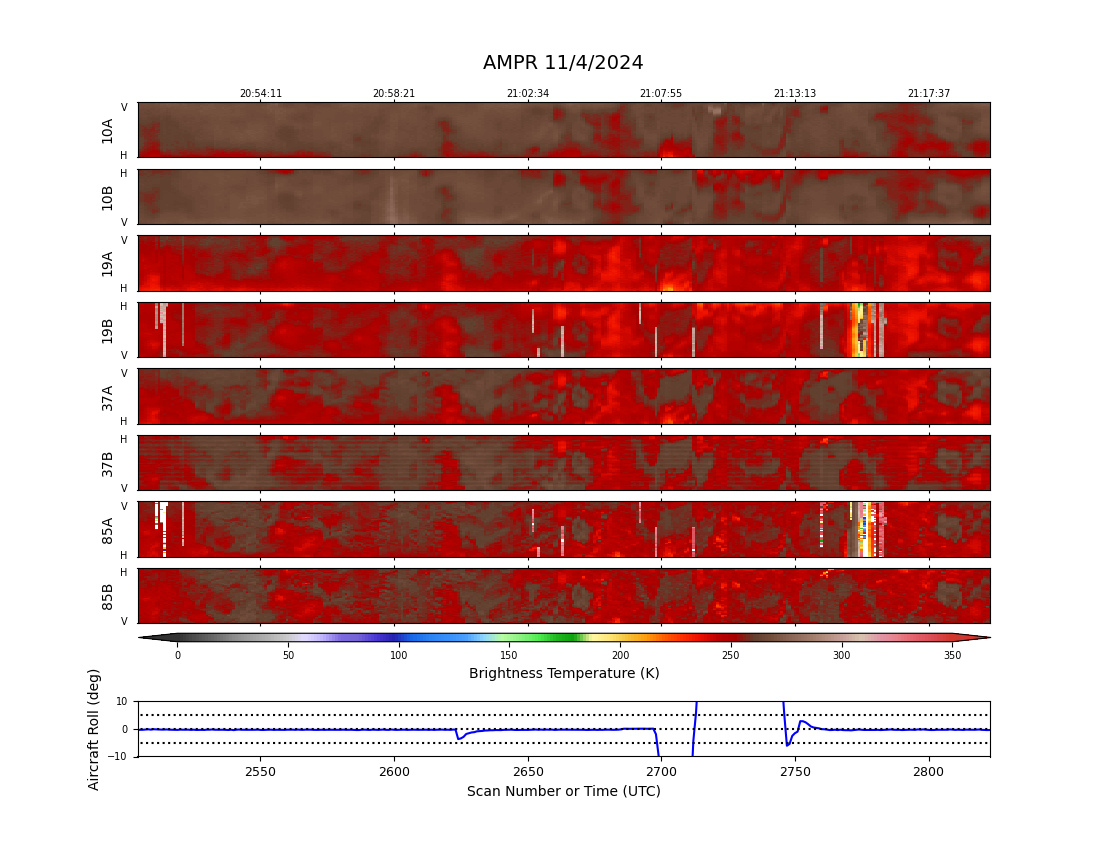 AMPR 11/4/2024
20:54:11 20:58:21 21:02:34 21:07:55 21:13:13 21:17:37
V
10A
H
H
10B
V
V
19A
H
H
19B
V
V
37A
H
H
37B
V
V
85A
H
H
85B
V
0 50 100 150 200 250 300 350
Brightness Temperature (K)
Aircraft Roll (deg)
10
0
−10
2550 2600 2650 2700 2750 2800
Scan Number or Time (UTC)